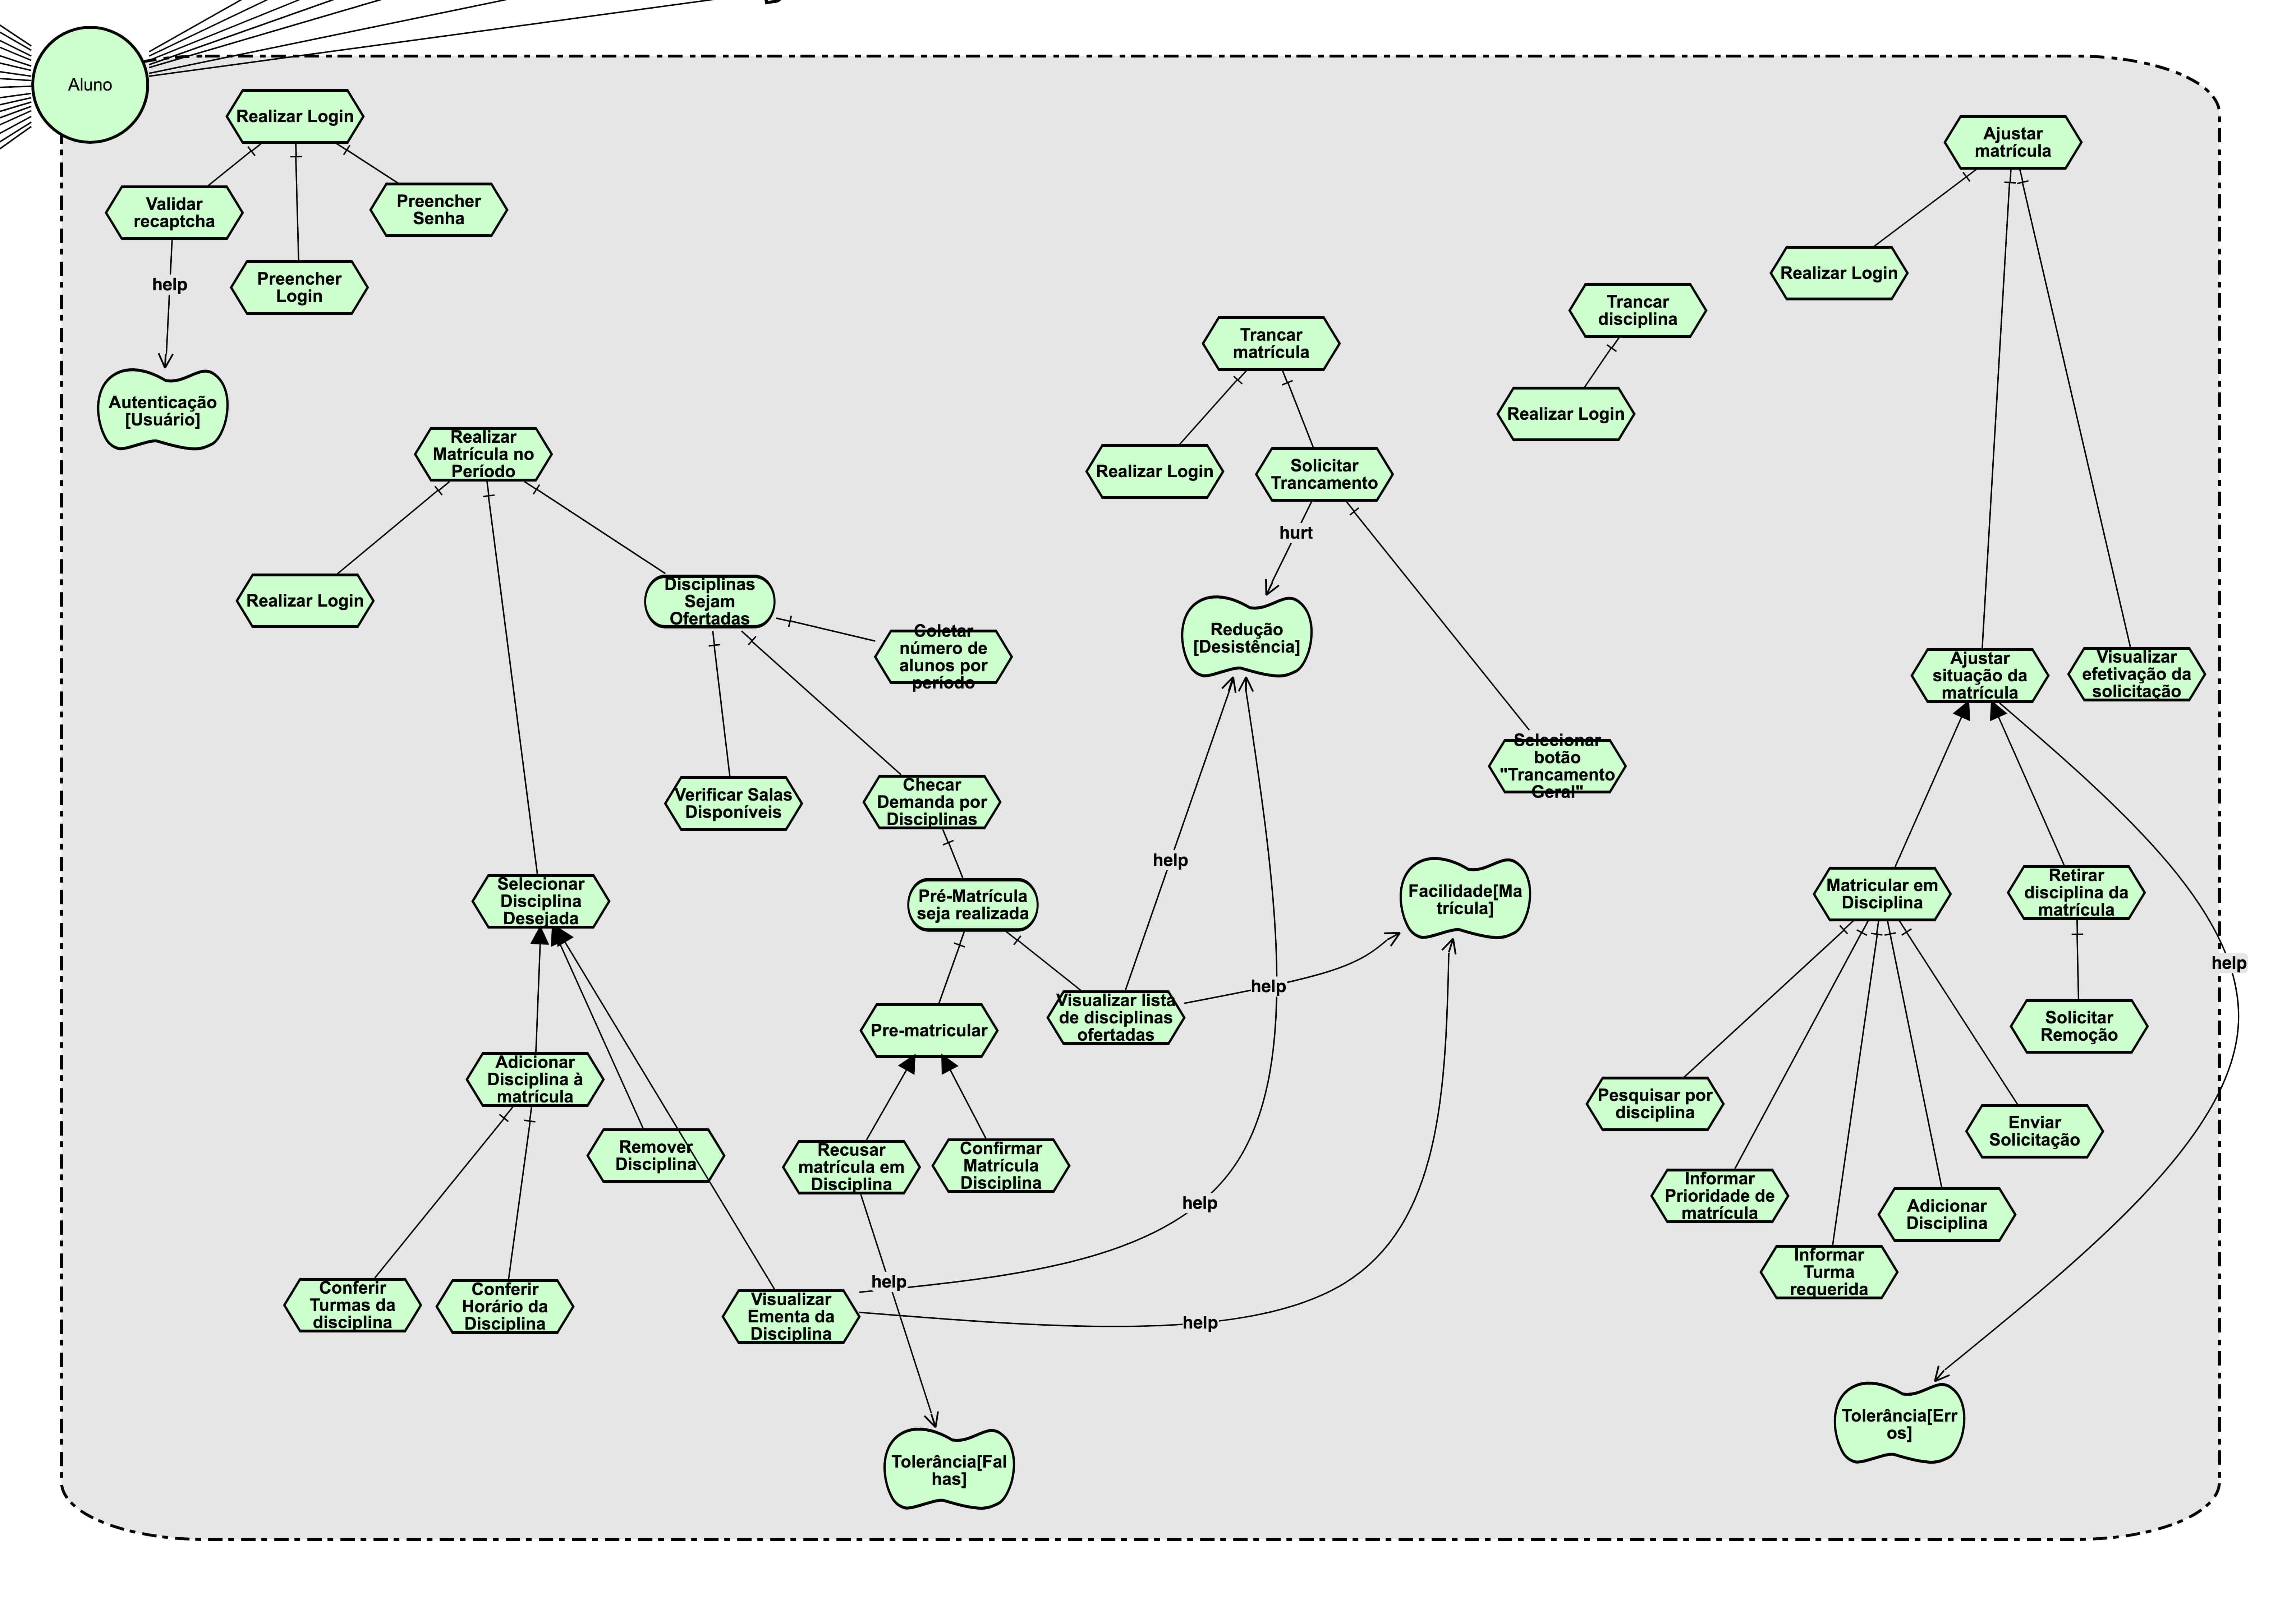 Aluno
Realizar Login
Validar
recaptcha
Preencher
Senha
Preencher
Login
help
Autenticação
[Usuário]
Realizar
Matrícula no
Período
Realizar Login
Disciplinas
Sejam
Ofertadas
Coletar
número de
alunos por
período
Verificar Salas
Disponíveis
Checar
Demanda por
Disciplinas
Selecionar
Disciplina
Desejada
Pré-Matrícula
seja realizada
Pre-matricular
Visualizar lista
de disciplinas
ofertadas
Adicionar
Disciplina à
matrícula
Remover
Disciplina
Recusar
matrícula em
Disciplina
Confirmar
Matrícula
Disciplina
Conferir
Turmas da
disciplina
Conferir
Horário da
Disciplina
Visualizar
Ementa da
Disciplina
help
help
help
help
help
Tolerância[Fal
has]
Trancar
matrícula
Realizar Login
Solicitar
Trancamento
hurt
Redução
[Desistência]
Selecionar
botão
"Trancamento
Geral"
Facilidade[Ma
trícula]
Trancar
disciplina
Realizar Login
Ajustar
matrícula
Realizar Login
Ajustar
situação da
matrícula
Visualizar
efetivação da
solicitação
Matricular em
Disciplina
Retirar
disciplina da
matrícula
help
Solicitar
Remoção
Pesquisar por
disciplina
Enviar
Solicitação
Informar
Prioridade de
matrícula
Adicionar
Disciplina
Informar
Turma
requerida
Tolerância[Err
os]